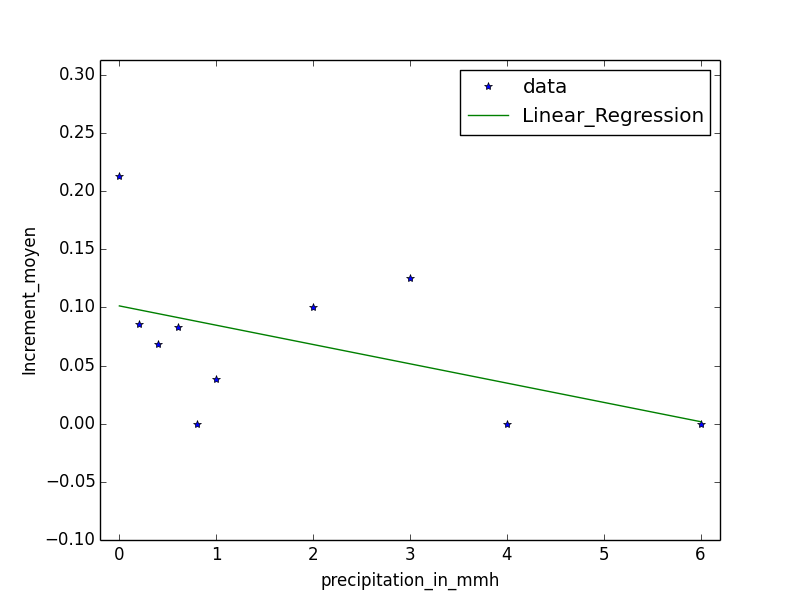 data
Linear_Regression
0.30
0.25
0.20
0.15
0.10
0.05
0.00
−0.05
−0.10
Increment_moyen
0 1 2 3 4 5 6
precipitation_in_mmh